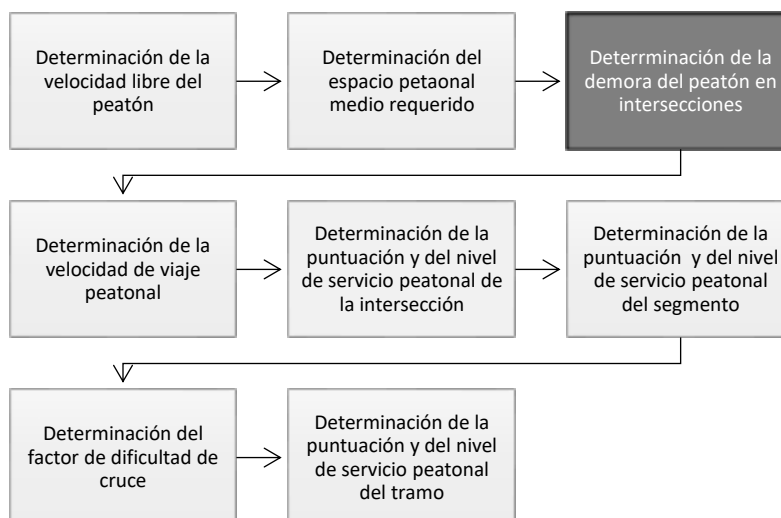 Determinación de la
velocidad libre del
peatón
Determinación del
espacio petaonal
medio requerido
Deterrminación de la
demora del peatón en
intersecciones
Determinación de la
velocidad de viaje
peatonal
Determinación de la
puntuación y del nivel
de servicio peatonal de
la intersección
Determinación de la
puntuación y del nivel
de servicio peatonal
del segmento
Determinación del
factor de dificultad de
cruce
Determinación de la
puntuación y del nivel
de servicio peatonal
del tramo